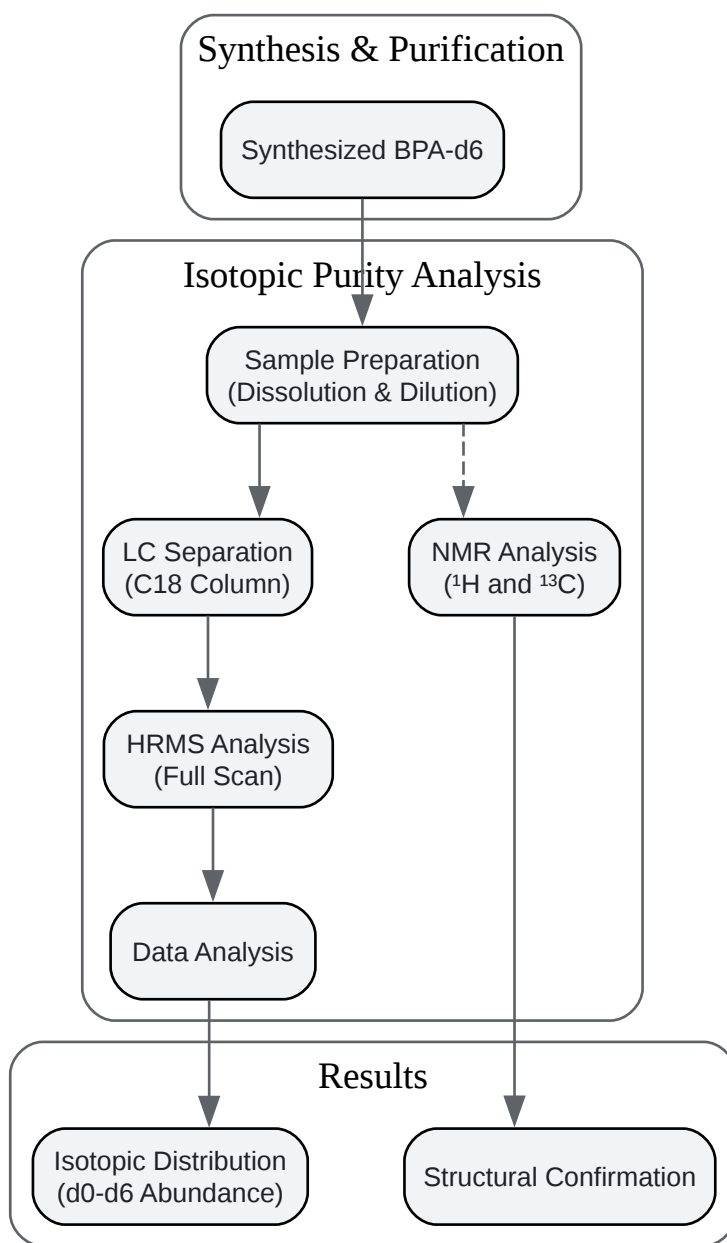 Synthesis & Purification
Synthesized BPA-d6
Isotopic Purity Analysis
Sample Preparation
(Dissolution & Dilution)
LC Separation
(C18 Column)
NMR Analysis
(¹H and ¹³C)
HRMS Analysis
(Full Scan)
Data Analysis
Results
Isotopic Distribution
(d0-d6 Abundance)
Structural Confirmation